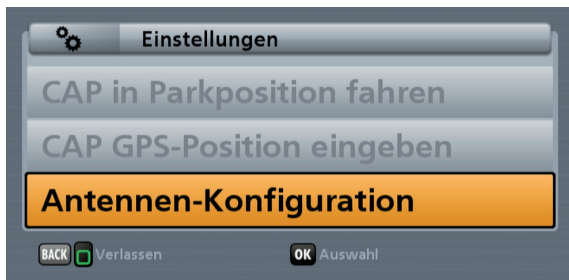 Einstellungen
CAP in Parkposition fahren
CAP GPS-Position eingeben
Antennen-Konfiguration
BACK Verlassen OK Auswahl